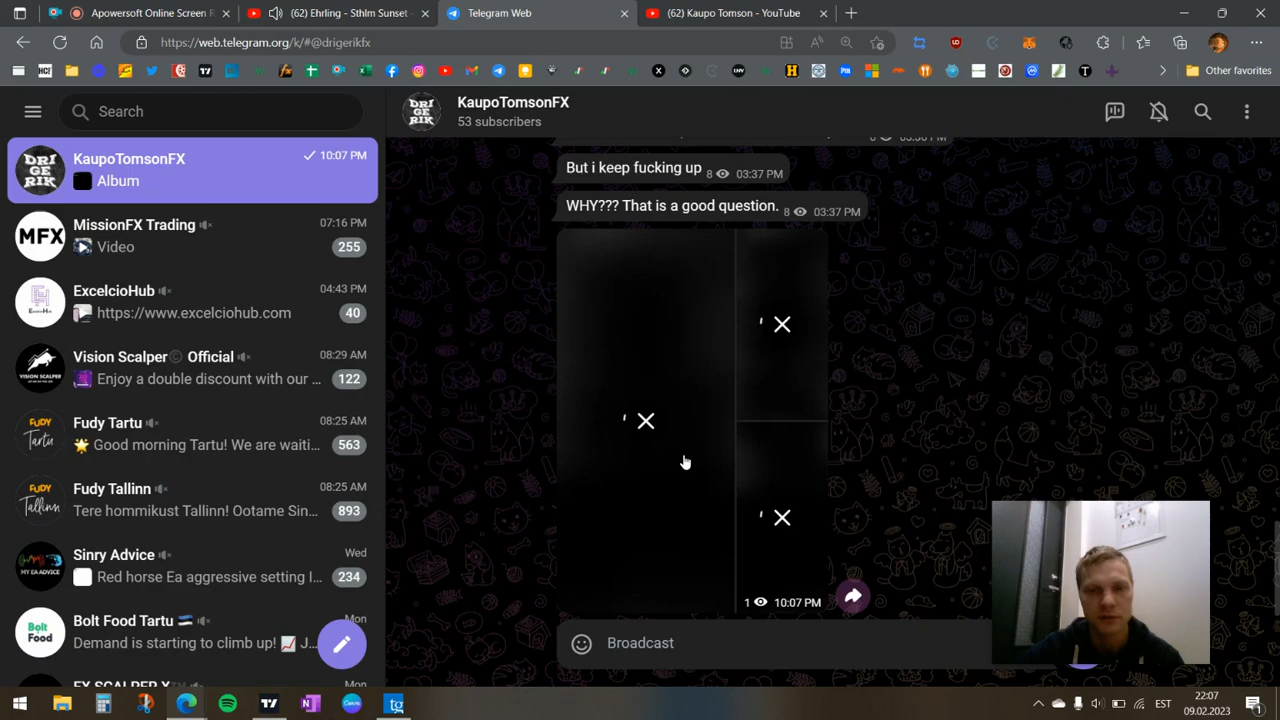 Apowersoft Online Screen R
(62) Ehrling - Sthlm Sunset -
Telegram Web
(62) Kaupo Tomson - YouTube
https://web.telegram.org/k/#@drigerikfx
Other favorites
Search
KaupoTomsonFX
53 subscribers
DRI
GE
RIK
KaupoTomsonFX
10:07 PM
Album
MFX
MissionFX Trading
07:16 PM
Video
255
ExcelcioHub
04:43 PM
https://www.excelciohub.com
40
Vision Scalper© Official
08:29 AM
Enjoy a double discount with our ...
122
Fudy Tartu
08:25 AM
🌟 Good morning Tartu! We are waiti...
563
Fudy Tallinn
08:25 AM
Tere hommikust Tallinn! Ootame Sin...
893
Sinry Advice
Wed
Red horse Ea aggressive setting I...
234
Bolt Food Tartu
Mon
Demand is starting to climb up! 📈 J...
Mon
But i keep fucking up
8
03:37 PM
WHY??? That is a good question.
8
03:37 PM
1
10:07 PM
Broadcast
EST
22:07
09.02.2023